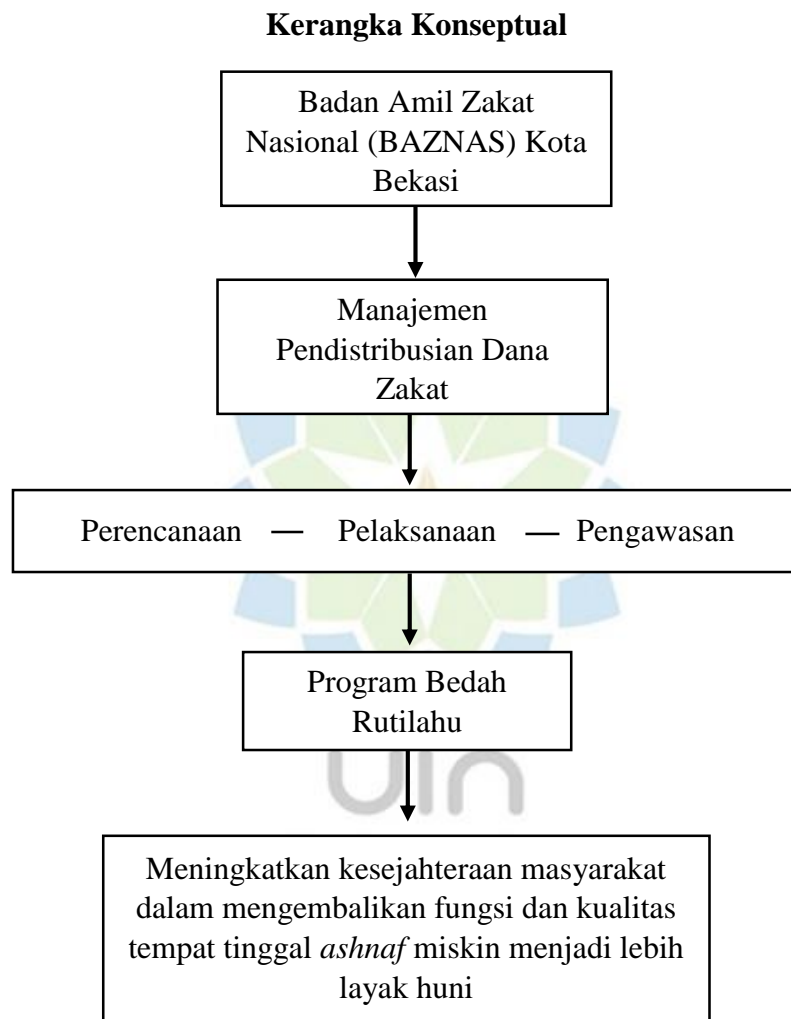 Kerangka Konseptual
Badan Amil Zakat
Nasional (BAZNAS) Kota
Bekasi
Manajemen
Pendistribusian Dana
Zakat
Perencanaan — Pelaksanaan — Pengawasan
Program Bedah
Rutilahu
uin
Meningkatkan kesejahteraan masyarakat
dalam mengembalikan fungsi dan kualitas
tempat tinggal ashnaf miskin menjadi lebih
layak huni